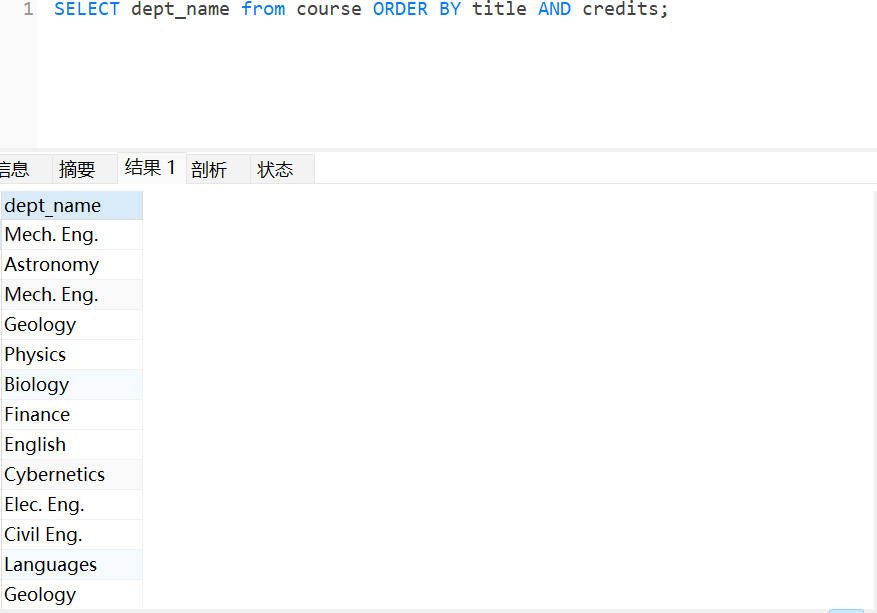 1 SELECT dept_name from course ORDER BY title AND credits;
信息 摘要 结果 1 剖析 状态
dept_name
Mech. Eng.
Astronomy
Mech. Eng.
Geology
Physics
Biology
Finance
English
Cybernetics
Elec. Eng.
Civil Eng.
Languages
Geology